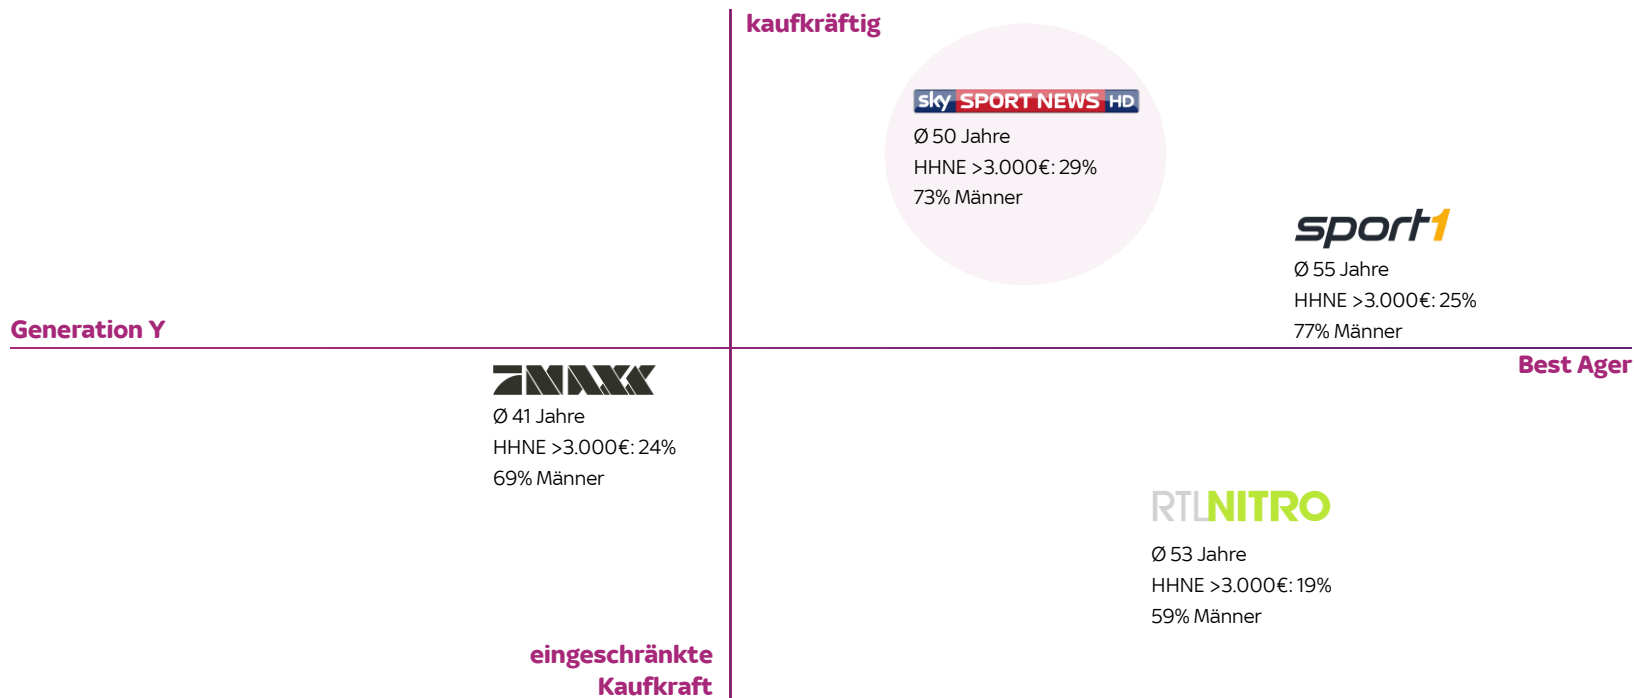 kaufkräftig
sky SPORT NEWS HD
Ø 50 Jahre
HHNE >3.000€: 29%
73% Männer
sport1
Ø 55 Jahre
HHNE >3.000€: 25%
77% Männer
Generation Y
Best Ager
7MAXX
Ø 41 Jahre
HHNE >3.000€: 24%
69% Männer
RTLNITRO
Ø 53 Jahre
HHNE >3.000€: 19%
59% Männer
eingeschränkte
Kaufkraft